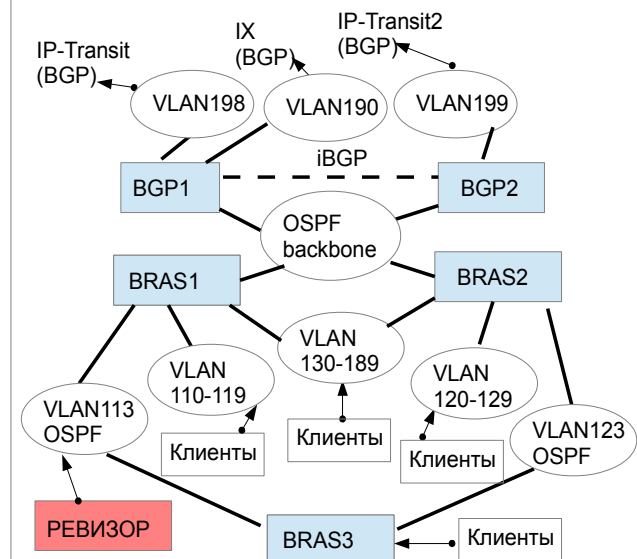 IP-Transit
(BGP)
IX
(BGP)
IP-Transit2
(BGP)
VLAN198
VLAN190
VLAN199
iBGP
BGP1
BGP2
OSPF
backbone
BRAS1
BRAS2
VLAN
110-119
VLAN
130-189
VLAN
120-129
VLAN113
OSPF
Клиенты
Клиенты
Клиенты
VLAN123
OSPF
РЕВИЗОР
BRAS3
Клиенты